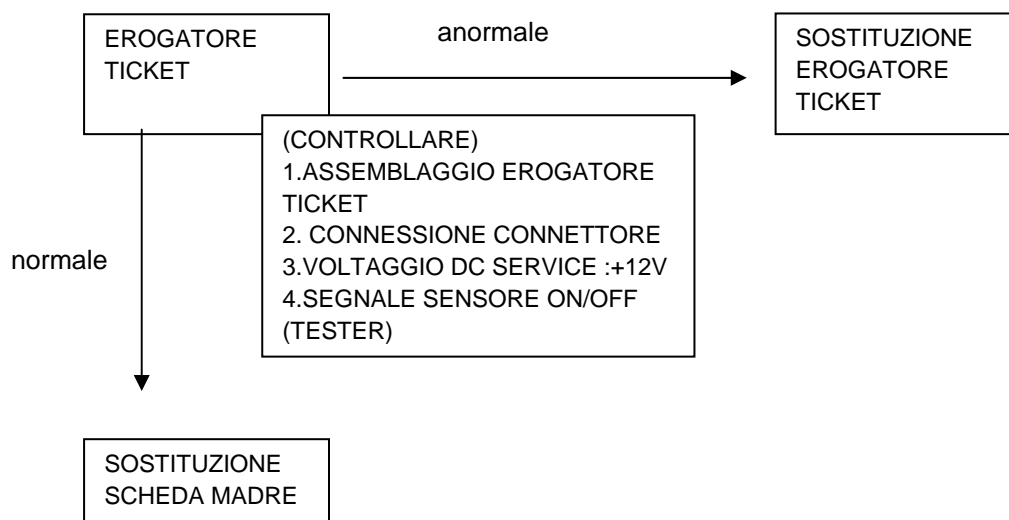 EROGATORE
TICKET
anormale
SOSTITUZIONE
EROGATORE
TICKET
(CONTROLLARE)
1.ASSEMBLAGGIO EROGATORE
TICKET
2. CONNESSIONE CONNETTORE
3.VOLTAGGIO DC SERVICE :+12V
4.SEGNALE SENSORE ON/OFF
(TESTER)
normale
SOSTITUZIONE
SCHEDA MADRE